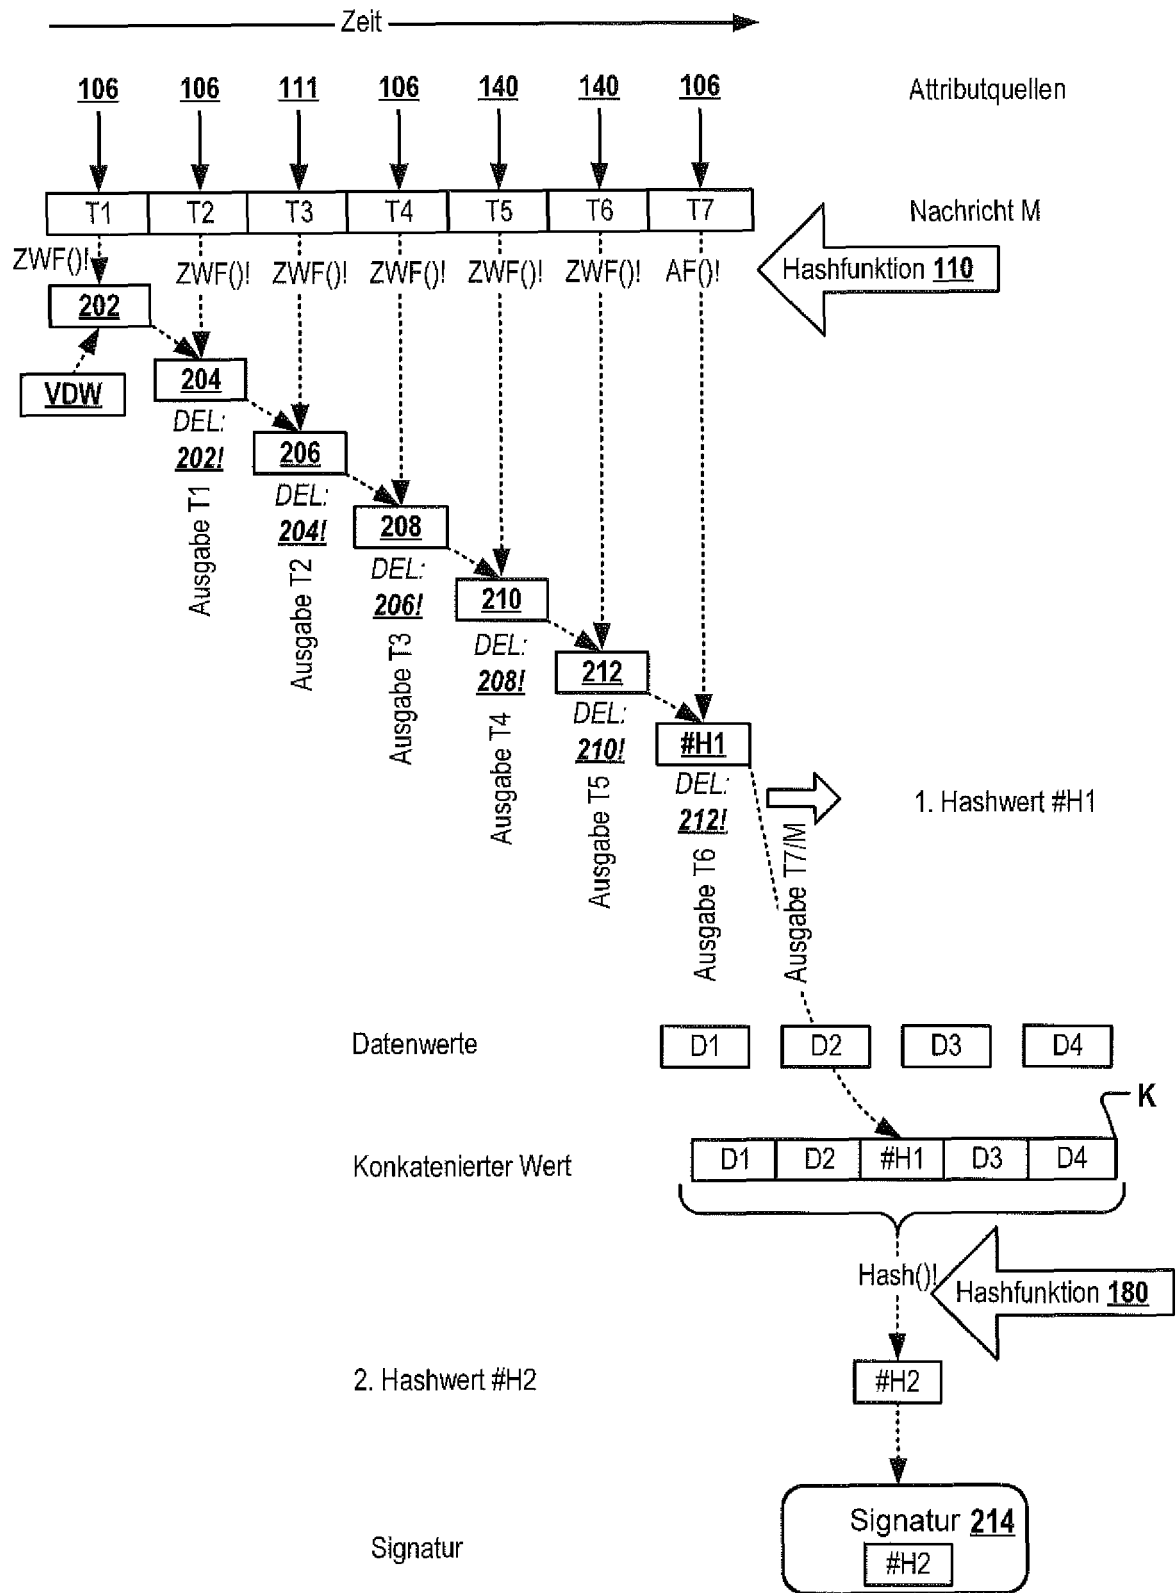 Zeit
106 106 111 106 140 140 106 Attributquellen
T1 T2 T3 T4 T5 T6 T7 Nachricht M
ZWF()! ZWF()! ZWF()! ZWF()! ZWF()! ZWF()! AF()! Hashfunktion 110
202
VDW
204
DEL:
202!
Ausgabe T1
206
DEL:
204!
Ausgabe T2
208
DEL:
206!
Ausgabe T3
210
DEL:
208!
Ausgabe T4
212
DEL:
210!
Ausgabe T5
#H1
DEL:
212!
Ausgabe T6
Ausgabe T7/M
1. Hashwert #H1
Datenwerte D1 D2 D3 D4
K
Konkatenierter Wert D1 D2 #H1 D3 D4
Hash()! Hashfunktion 180
2. Hashwert #H2 #H2
Signatur 214
Signatur #H2